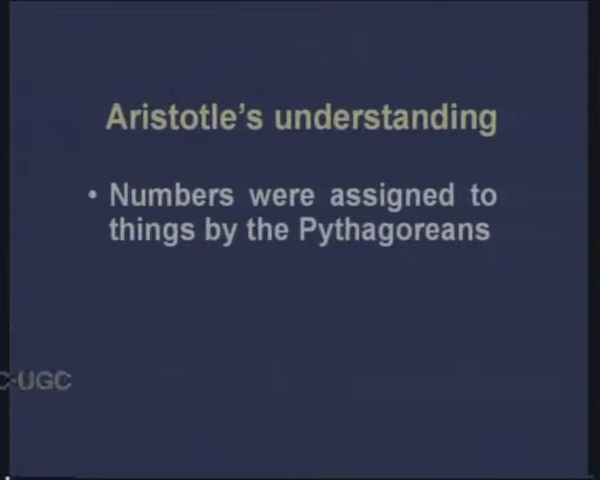 Aristotle's understanding
• Numbers were assigned to
things by the Pythagoreans
C-UGC